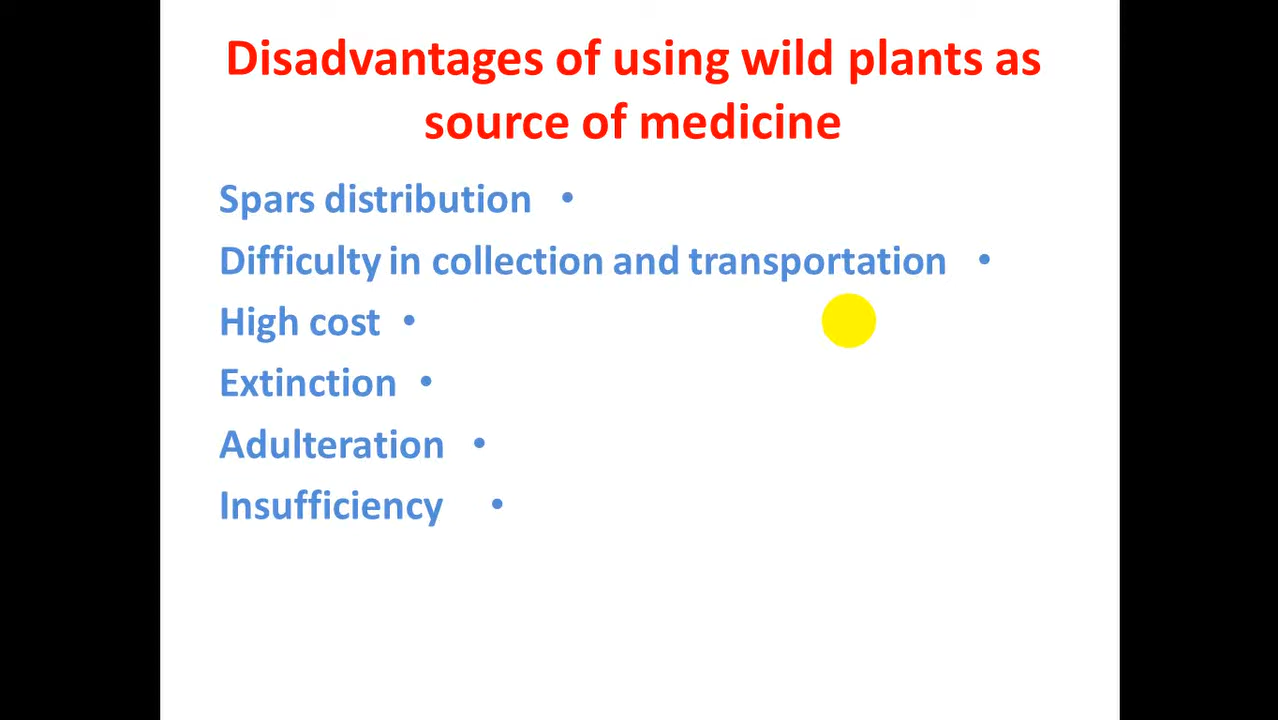 Disadvantages of using wild plants as
source of medicine
Spars distribution •
Difficulty in collection and transportation •
High cost •
Extinction •
Adulteration •
Insufficiency •